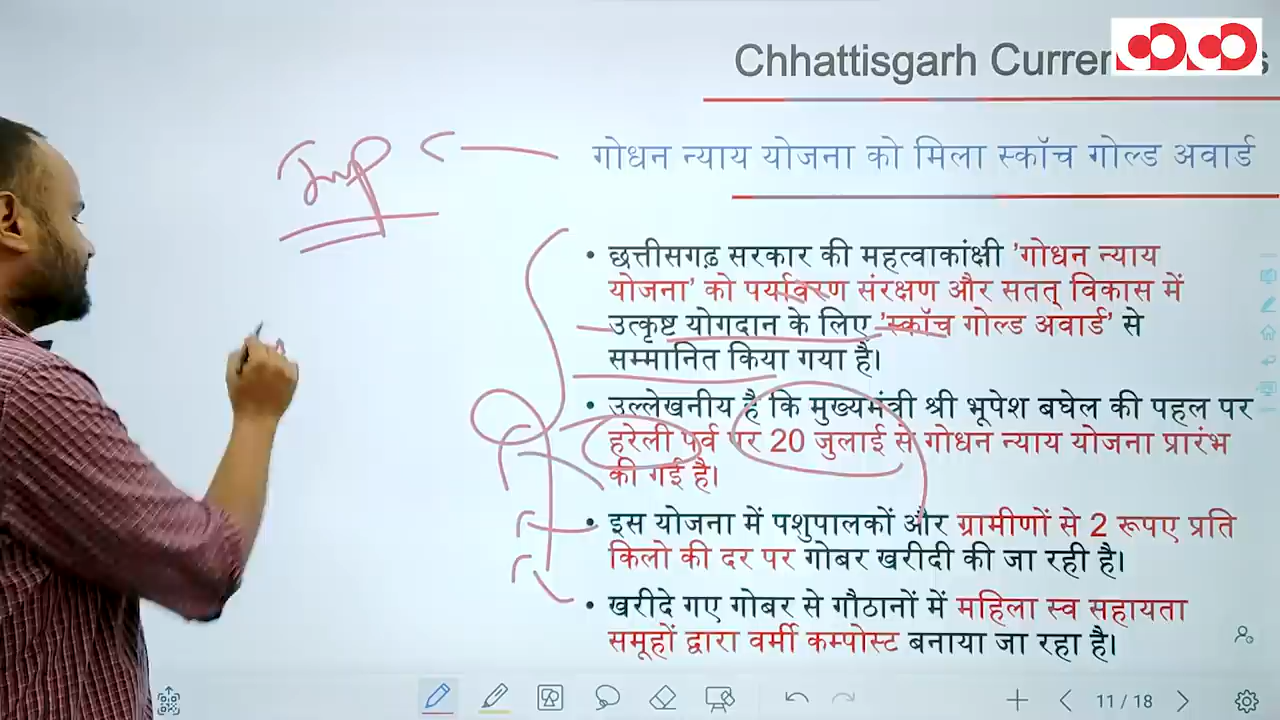 Chhattisgarh Curren
s
Imp
गोधन न्याय योजना को मिला स्कॉच गोल्ड अवार्ड
• छत्तीसगढ़ सरकार की महत्वाकांक्षी 'गोधन न्याय
योजना' को पर्यावरण संरक्षण और सतत् विकास में
उत्कृष्ट योगदान के लिए 'स्कॉच गोल्ड अवार्ड' से
सम्मानित किया गया है।
• उल्लेखनीय है कि मुख्यमंत्री श्री भूपेश बघेल की पहल पर
हरेली पर्व पर 20 जुलाई से गोधन न्याय योजना प्रारंभ
की गई है।
• इस योजना में पशुपालकों और ग्रामीणों से 2 रूपए प्रति
किलो की दर पर गोबर खरीदी की जा रही है।
• खरीदे गए गोबर से गौठानों में महिला स्व सहायता
समूहों द्वारा वर्मी कम्पोस्ट बनाया जा रहा है।
11 / 18